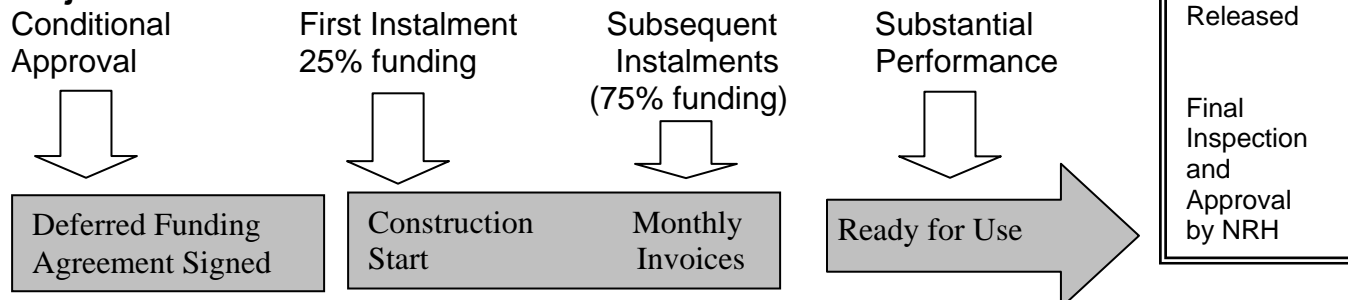 Conditional
Approval
First Instalment
25% funding
Subsequent
Instalments
(75% funding)
Substantial
Performance
Released
Final
Inspection
and
Approval
by NRH
Deferred Funding
Agreement Signed
Construction
Start
Monthly
Invoices
Ready for Use